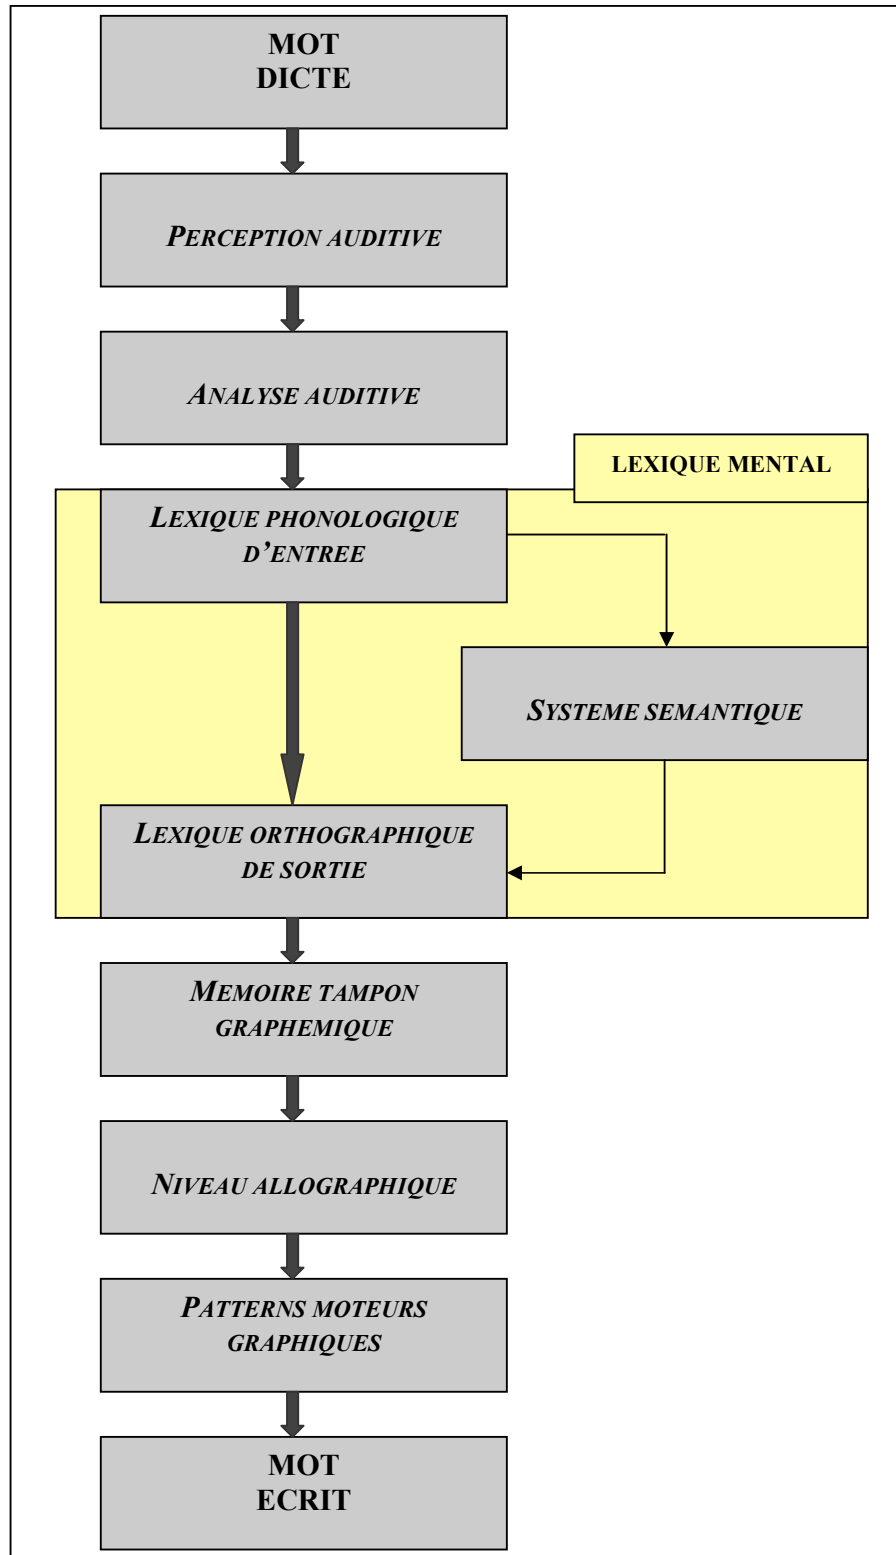 MOT
DICTE
PERCEPTION AUDITIVE
ANALYSE AUDITIVE
LEXIQUE MENTAL
LEXIQUE PHONOLOGIQUE
D’ENTREE
SYSTEME SEMANTIQUE
LEXIQUE ORTHOGRAPHIQUE
DE SORTIE
MEMOIRE TAMPON
GRAPHEMIQUE
NIVEAU ALLOGRAPHIQUE
PATTERNS MOTEURS
GRAPHIQUES
MOT
ECRIT